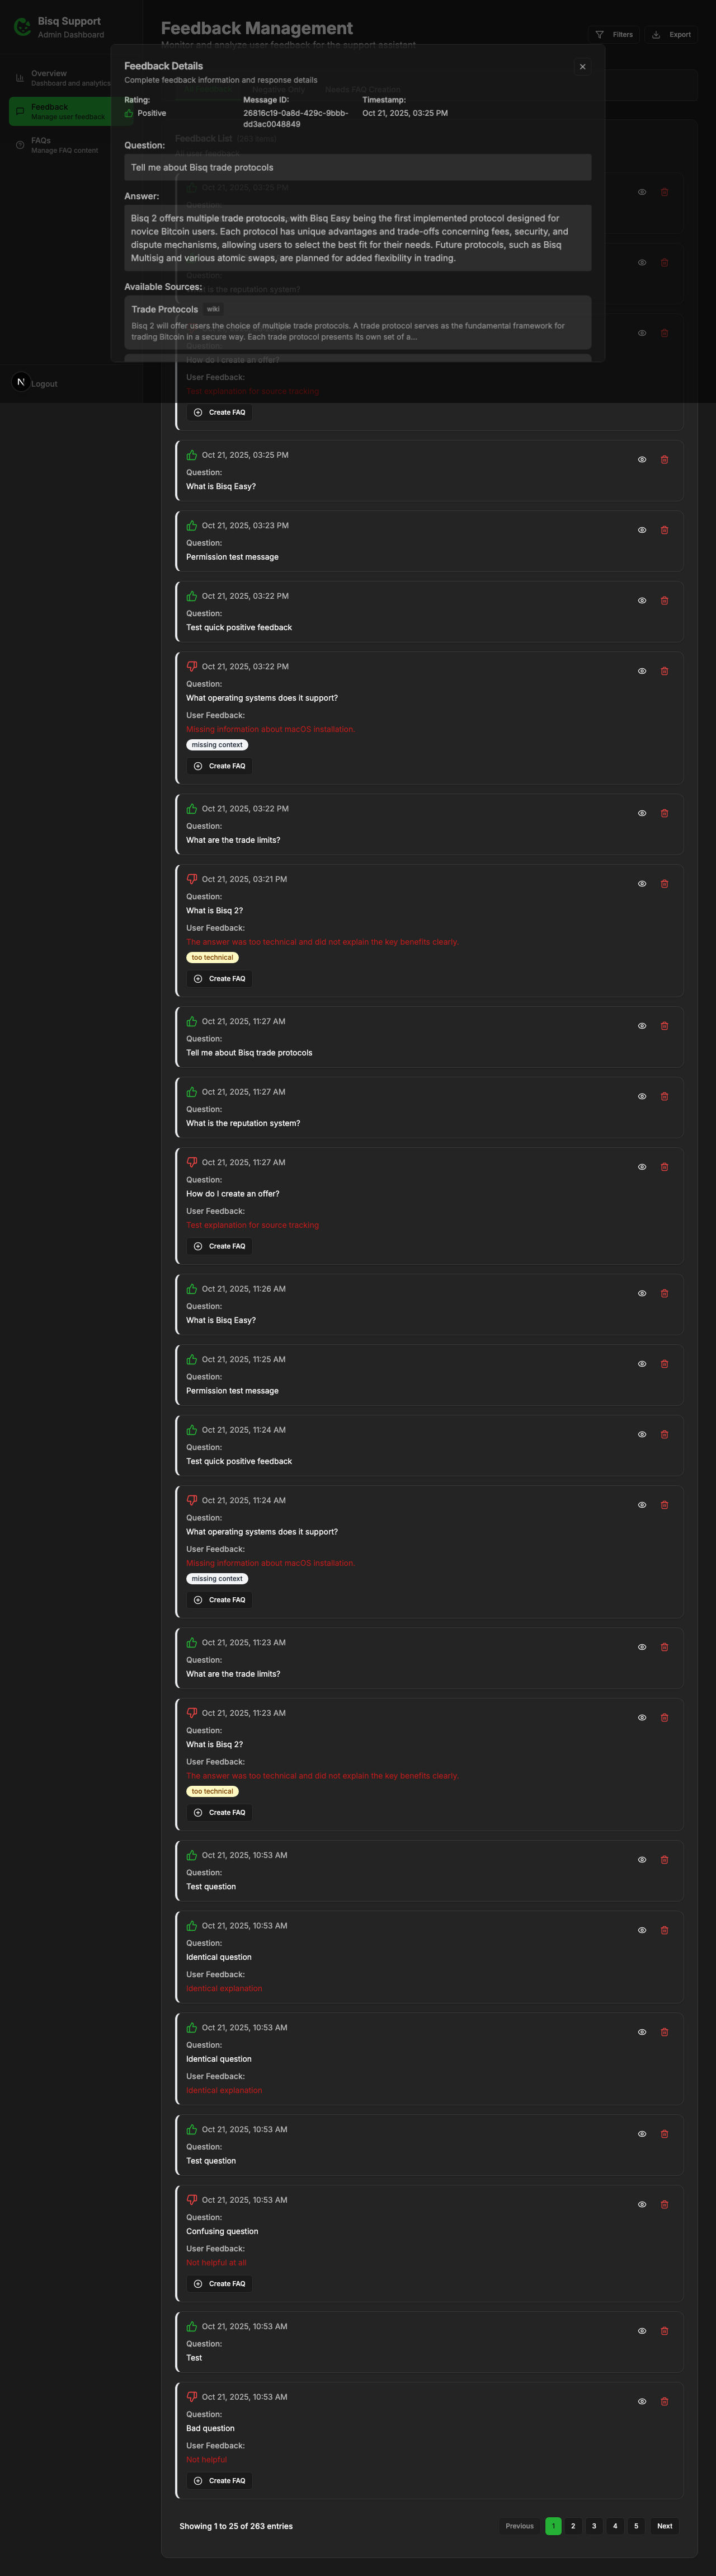 Bisq Support
Admin Dashboard
Overview
Dashboard and analytics
Feedback
Manage user feedback
FAQs
Manage FAQ content
Logout
Feedback Management
Monitor and analyze user feedback for the support assistant
Filters
Export
Feedback Details
Complete feedback information and response details
Rating:
Positive
Message ID:
26816c19-0a8d-429c-9bbb-
dd3ac0048849
Timestamp:
Oct 21, 2025, 03:25 PM
Question:
Tell me about Bisq trade protocols
Answer:
Bisq 2 offers multiple trade protocols, with Bisq Easy being the first implemented protocol designed for
novice Bitcoin users. Each protocol has unique advantages and trade-offs concerning fees, security, and
dispute mechanisms, allowing users to select the best fit for their needs. Future protocols, such as Bisq
Multisig and various atomic swaps, are planned for added flexibility in trading.
Available Sources:
Trade Protocols wiki
Bisq 2 will offer users the choice of multiple trade protocols. A trade protocol serves as the fundamental framework for
trading Bitcoin in a secure way. Each trade protocol presents its own set of a...
How do I create an offer?
User Feedback:
Test explanation for source tracking
Create FAQ
Oct 21, 2025, 03:25 PM
Question:
What is Bisq Easy?
Oct 21, 2025, 03:23 PM
Question:
Permission test message
Oct 21, 2025, 03:22 PM
Question:
Test quick positive feedback
Oct 21, 2025, 03:22 PM
Question:
What operating systems does it support?
User Feedback:
Missing information about macOS installation.
missing context
Create FAQ
Oct 21, 2025, 03:22 PM
Question:
What are the trade limits?
Oct 21, 2025, 03:21 PM
Question:
What is Bisq 2?
User Feedback:
The answer was too technical and did not explain the key benefits clearly.
too technical
Create FAQ
Oct 21, 2025, 11:27 AM
Question:
Tell me about Bisq trade protocols
Oct 21, 2025, 11:27 AM
Question:
What is the reputation system?
Oct 21, 2025, 11:27 AM
Question:
How do I create an offer?
User Feedback:
Test explanation for source tracking
Create FAQ
Oct 21, 2025, 11:26 AM
Question:
What is Bisq Easy?
Oct 21, 2025, 11:25 AM
Question:
Permission test message
Oct 21, 2025, 11:24 AM
Question:
Test quick positive feedback
Oct 21, 2025, 11:24 AM
Question:
What operating systems does it support?
User Feedback:
Missing information about macOS installation.
missing context
Create FAQ
Oct 21, 2025, 11:23 AM
Question:
What are the trade limits?
Oct 21, 2025, 11:23 AM
Question:
What is Bisq 2?
User Feedback:
The answer was too technical and did not explain the key benefits clearly.
too technical
Create FAQ
Oct 21, 2025, 10:53 AM
Question:
Test question
Oct 21, 2025, 10:53 AM
Question:
Identical question
User Feedback:
Identical explanation
Oct 21, 2025, 10:53 AM
Question:
Identical question
User Feedback:
Identical explanation
Oct 21, 2025, 10:53 AM
Question:
Test question
Oct 21, 2025, 10:53 AM
Question:
Confusing question
User Feedback:
Not helpful at all
Create FAQ
Oct 21, 2025, 10:53 AM
Question:
Test
Oct 21, 2025, 10:53 AM
Question:
Bad question
User Feedback:
Not helpful
Create FAQ
Showing 1 to 25 of 263 entries
Previous 1 2 3 4 5 Next